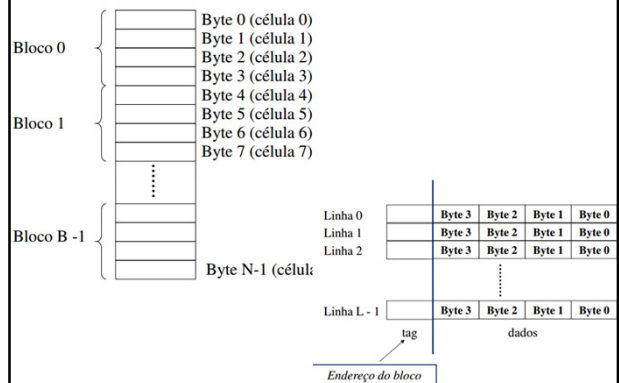 Byte 0 (célula 0)
Byte 1 (célula 1)
Bloco 0
Byte 2 (célula 2)
Byte 3 (célula 3)
Byte 4 (célula 4)
Byte 5 (célula 5)
Bloco 1
Byte 6 (célula 6)
Byte 7 (célula 7)
Bloco B -1
Byte N-1 (célula
Linha 0 Byte 3 Byte 2 Byte 1 Byte 0
Linha 1 Byte 3 Byte 2 Byte 1 Byte 0
Linha 2 Byte 3 Byte 2 Byte 1 Byte 0
Linha L - 1 Byte 3 Byte 2 Byte 1 Byte 0
tag dados
Endereço do bloco